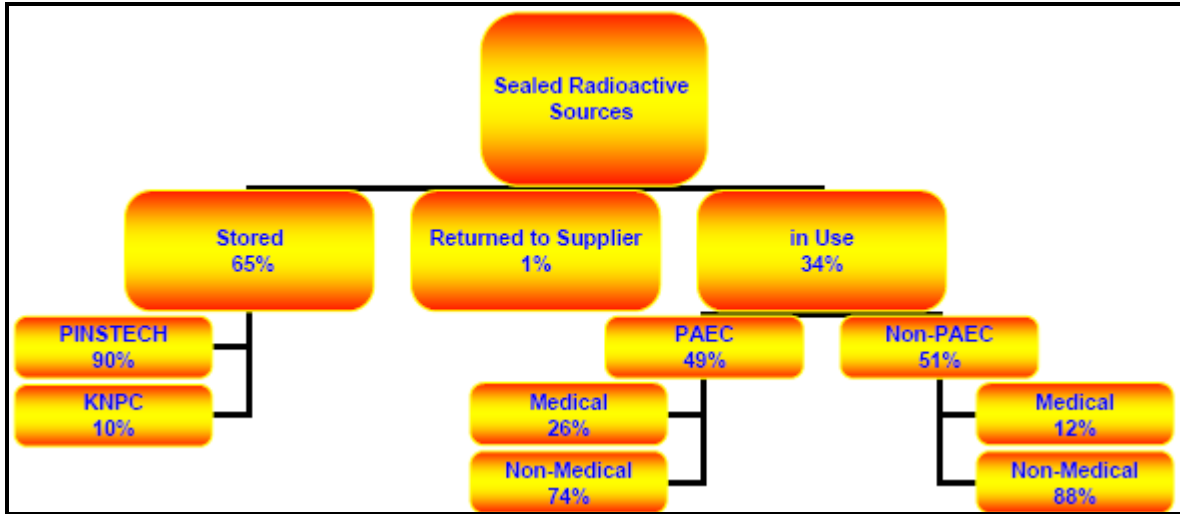 Sealed Radioactive
Sources
Stored
65%
Returned to Supplier
1%
in Use
34%
PINSTECH
90%
KNPC
10%
PAEC
49%
Medical
26%
Non-Medical
74%
Non-PAEC
51%
Medical
12%
Non-Medical
88%